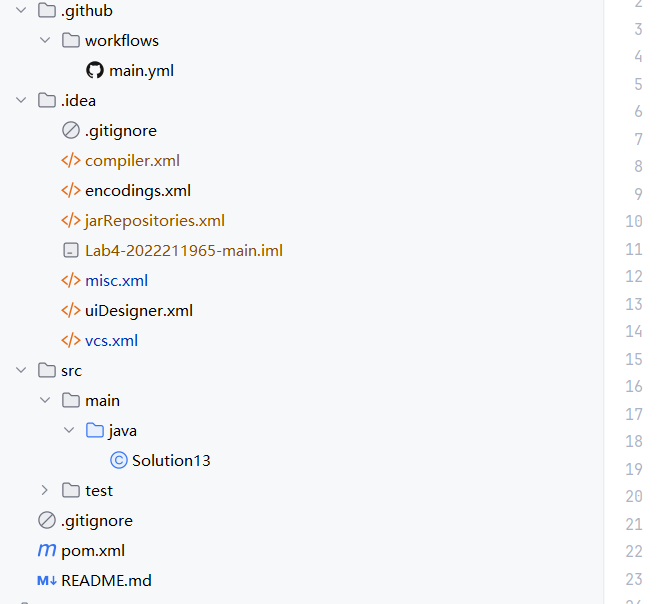 .github
workflows
main.yml
.idea
.gitignore
compiler.xml
encodings.xml
jarRepositories.xml
Lab4-2022211965-main.iml
misc.xml
uiDesigner.xml
vcs.xml
src
main
java
Solution13
test
.gitignore
pom.xml
README.md
2
3
4
5
6
7
8
9
10
11
12
13
14
15
16
17
18
19
20
21
22
23